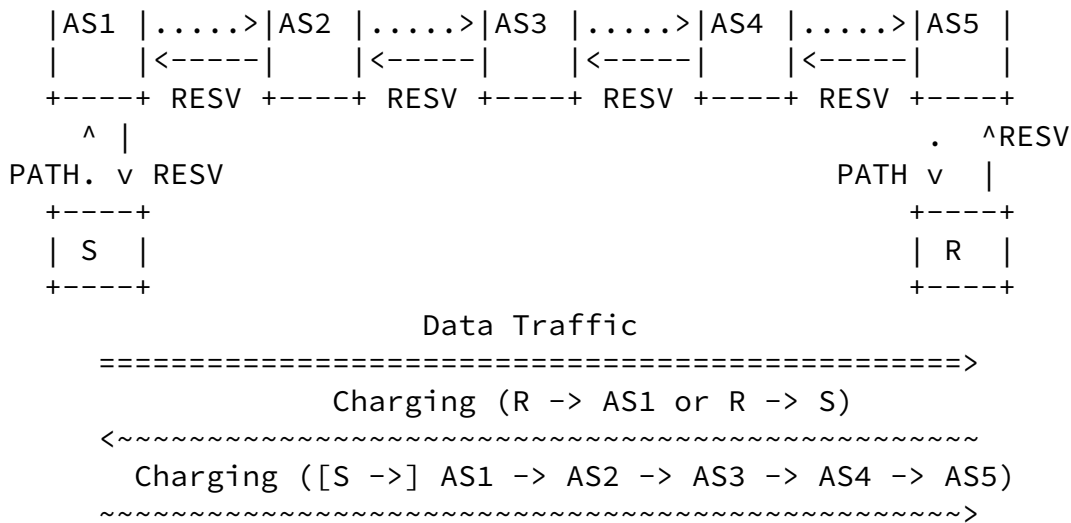 |AS1 |.....>|AS2 |.....>|AS3 |.....>|AS4 |.....>|AS5 |
|    |<-----|    |<-----|    |<-----|    |<-----|    |
+----+ RESV +----+ RESV +----+ RESV +----+ RESV +----+
^ |                                         .  ^RESV
PATH. v RESV                             PATH v  |
+----+                                          +----+
| S  |                                          | R  |
+----+                                          +----+
Data Traffic
================================================>
Charging (R -> AS1 or R -> S)
<~~~~~~~~~~~~~~~~~~~~~~~~~~~~~~~~~~~~~~~~~~~~~~~~
Charging ([S ->] AS1 -> AS2 -> AS3 -> AS4 -> AS5)
~~~~~~~~~~~~~~~~~~~~~~~~~~~~~~~~~~~~~~~~~~~~~~~~>